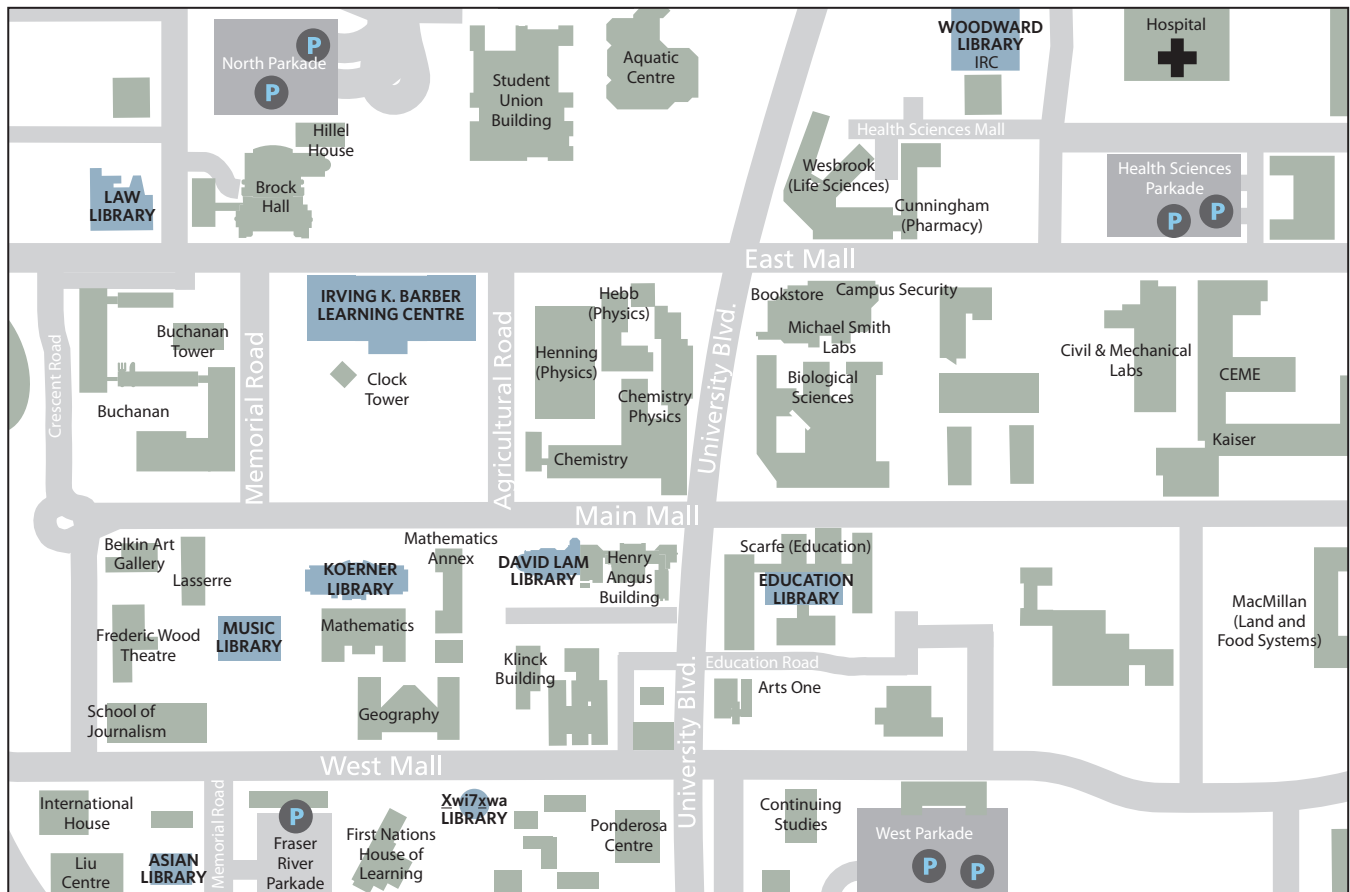 WOODWARD
LIBRARY
IRC
Hospital
P
North Parkade
P
Student
Union
Building
Aquatic
Centre
Hillel
House
Health Sciences Mall
LAW
LIBRARY
Brock
Hall
Wesbrook
(Life Sciences)
Cunningham
(Pharmacy)
Health Sciences
Parkade
P
P
East Mall
IRVING K. BARBER
LEARNING CENTRE
Hebb
(Physics)
Bookstore
Campus Security
Buchanan
Tower
Michael Smith
Labs
Crescent Road
Memorial Road
Agricultural Road
University Blvd.
Henning
(Physics)
Civil & Mechanical
Labs
Clock
Tower
Biological
Sciences
CEME
Buchanan
Chemistry
Physics
Kaiser
Chemistry
Main Mall
Belkin Art
Gallery
Lasserre
KOERNER
LIBRARY
Mathematics
Annex
DAVID LAM
LIBRARY
Henry
Angus
Building
Scarfe (Education)
EDUCATION
LIBRARY
MacMillan
(Land and
Food Systems)
Frederic Wood
Theatre
MUSIC
LIBRARY
Mathematics
Klinck
Building
Education Road
University Blvd.
Arts One
School of
Journalism
Geography
West Mall
International
House
Memorial Road
P
Fraser
River
Parkade
First Nations
House of
Learning
Xwi7xwa
LIBRARY
Ponderosa
Centre
University Blvd.
Continuing
Studies
West Parkade
P
P
Liu
Centre
ASIAN
LIBRARY